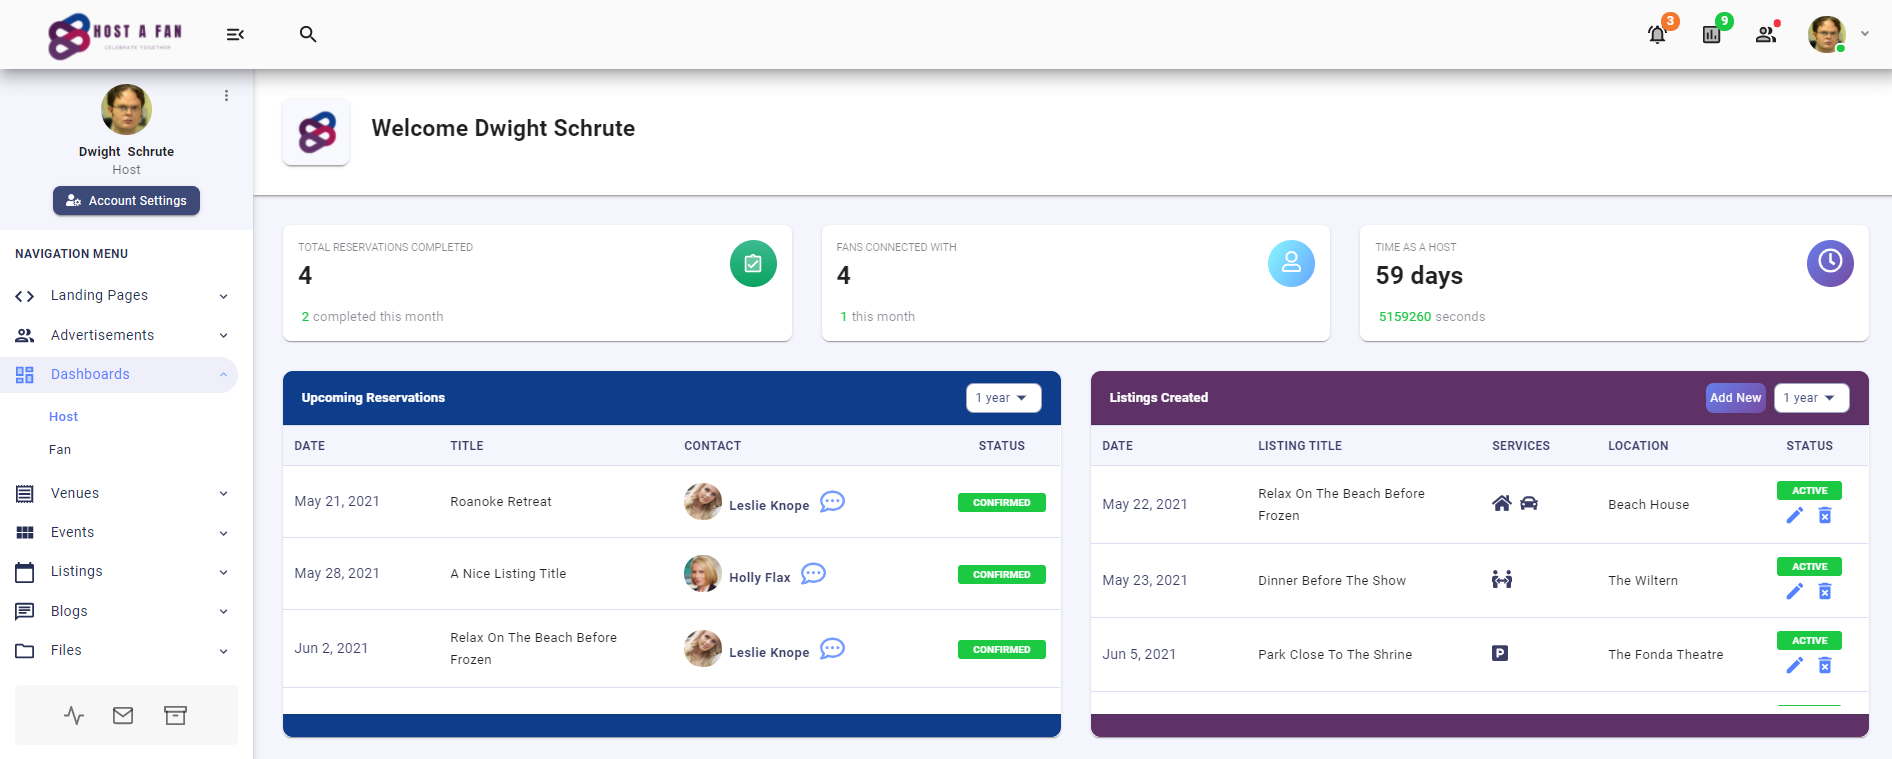 HOST A FAN
CELEBRATE TOGETHER
3
9
Dwight Schrute
Host
Account Settings
NAVIGATION MENU
Landing Pages
Advertisements
Dashboards
Host
Fan
Venues
Events
Listings
Blogs
Files
Welcome Dwight Schrute
TOTAL RESERVATIONS COMPLETED
4
2 completed this month
FANS CONNECTED WITH
4
1 this month
TIME AS A HOST
59 days
5159260 seconds
Upcoming Reservations
1 year
DATE TITLE CONTACT STATUS
May 21, 2021 Roanoke Retreat Leslie Knope CONFIRMED
May 28, 2021 A Nice Listing Title Holly Flax CONFIRMED
Jun 2, 2021 Relax On The Beach Before
Frozen Leslie Knope CONFIRMED
Listings Created
Add New
1 year
DATE LISTING TITLE SERVICES LOCATION STATUS
May 22, 2021 Relax On The Beach Before
Frozen Beach House ACTIVE
May 23, 2021 Dinner Before The Show The Wiltern ACTIVE
Jun 5, 2021 Park Close To The Shrine P The Fonda Theatre ACTIVE